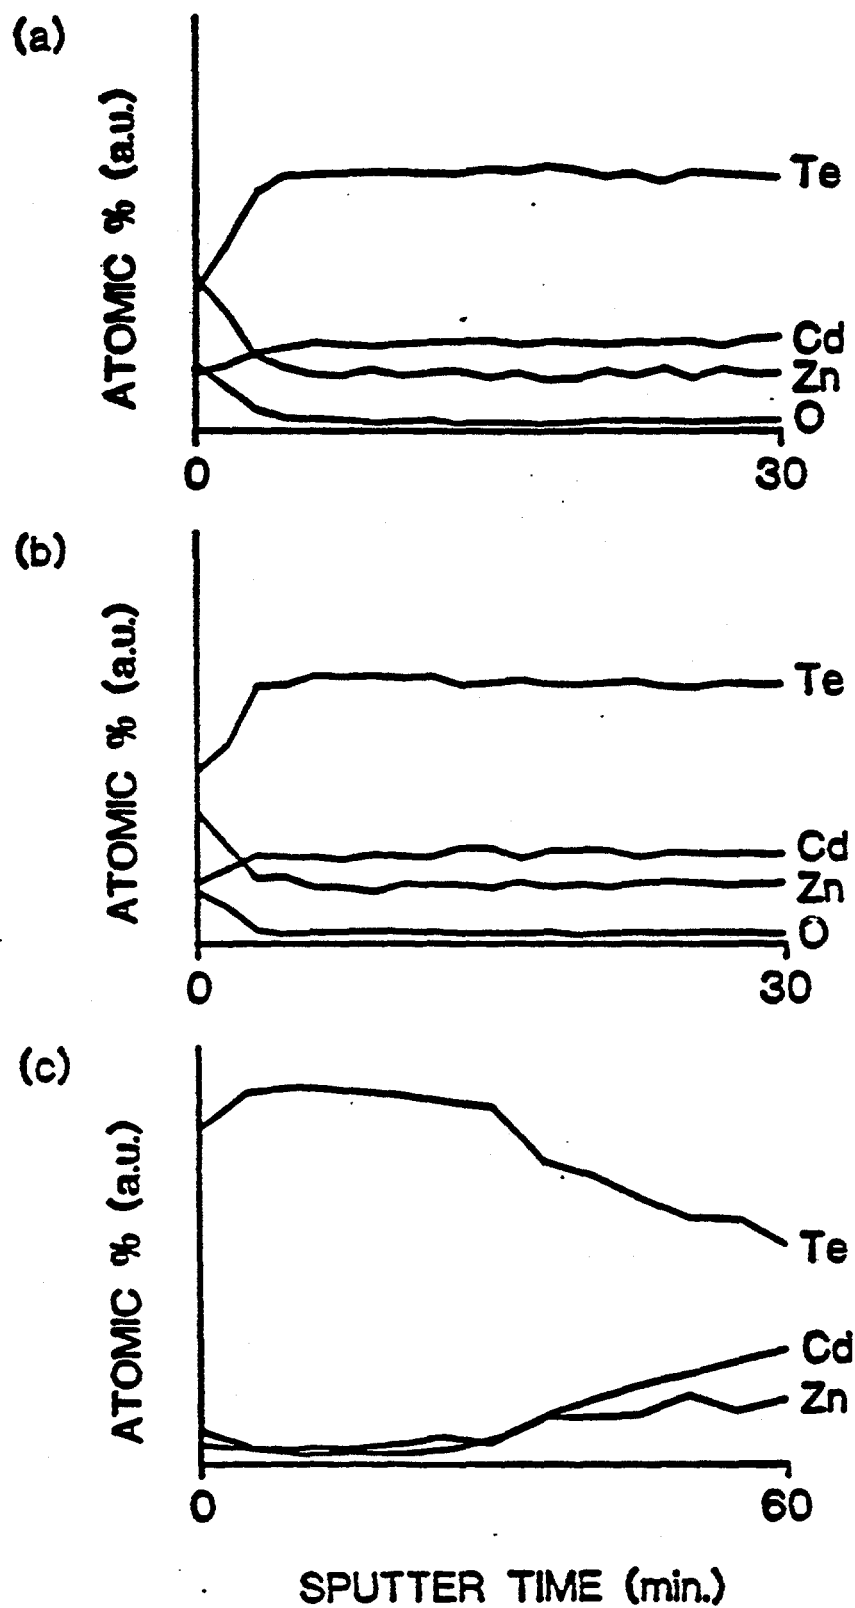 (a)
ATOMIC % (a.u.)
Te
Cd
Zn
O
0
30
(b)
ATOMIC % (a.u.)
Te
Cd
Zn
O
0
30
(c)
ATOMIC % (a.u.)
Te
Cd
Zn
0
60
SPUTTER TIME (min.)